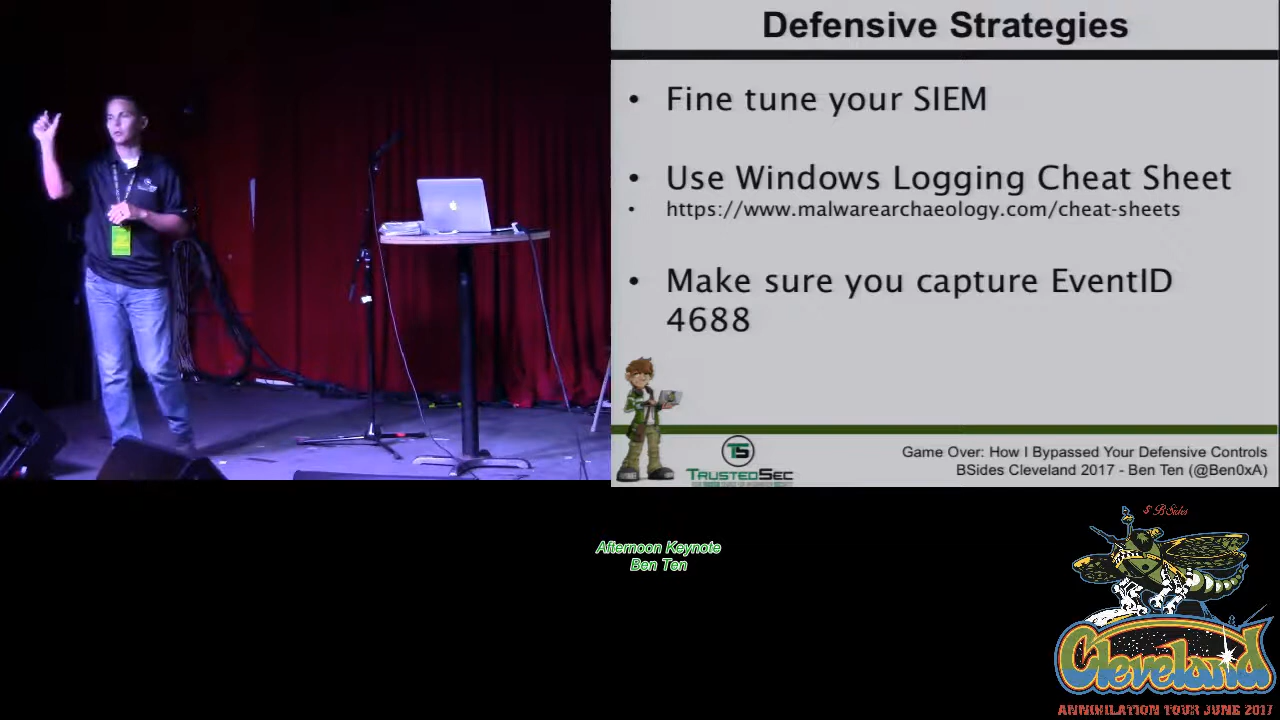 Defensive Strategies
• Fine tune your SIEM
• Use Windows Logging Cheat Sheet
• https://www.malwarearchaeology.com/cheat-sheets
• Make sure you capture EventID
4688
TS
TRUSTEDSEC
Game Over: How I Bypassed Your Defensive Controls
BSides Cleveland 2017 - Ben Ten (@Ben0xA)
Afternoon Keynote
Ben Ten
BSides
Cleveland
ANNIHILATION TOUR JUNE 2017